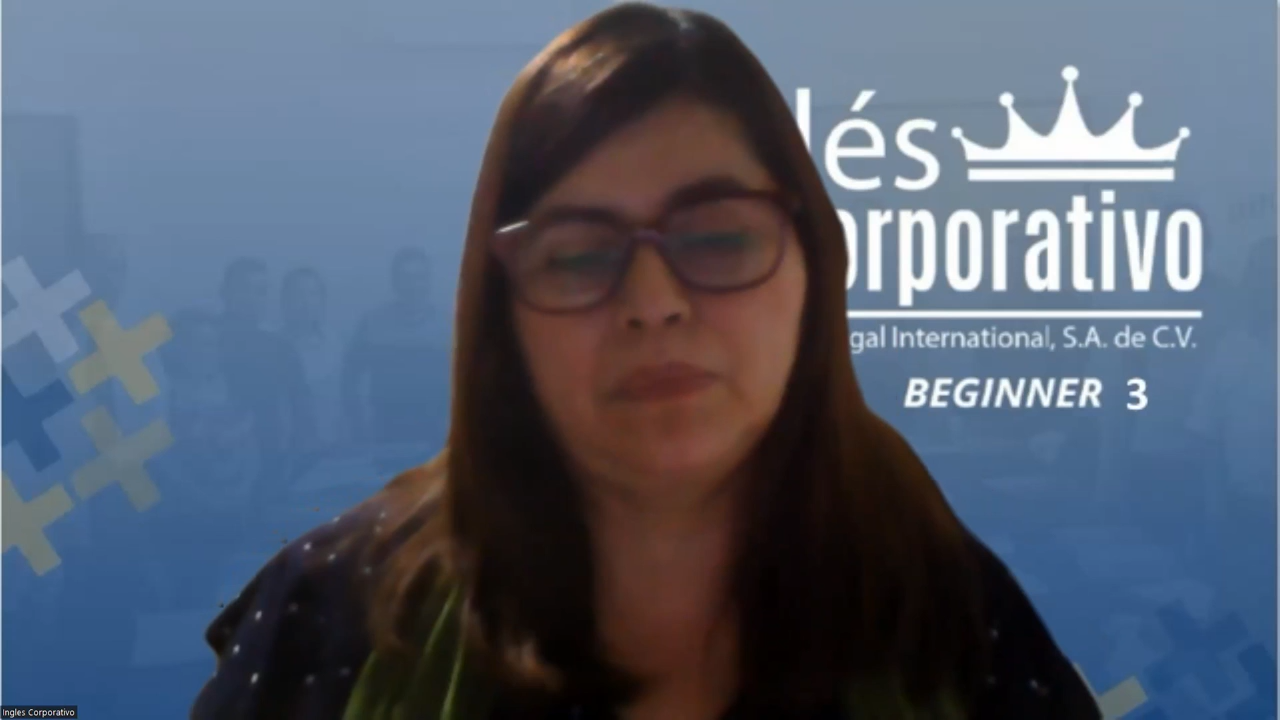 lés
orporativo
gal International, S.A. de C.V.
BEGINNER 3
Ingles Corporativo